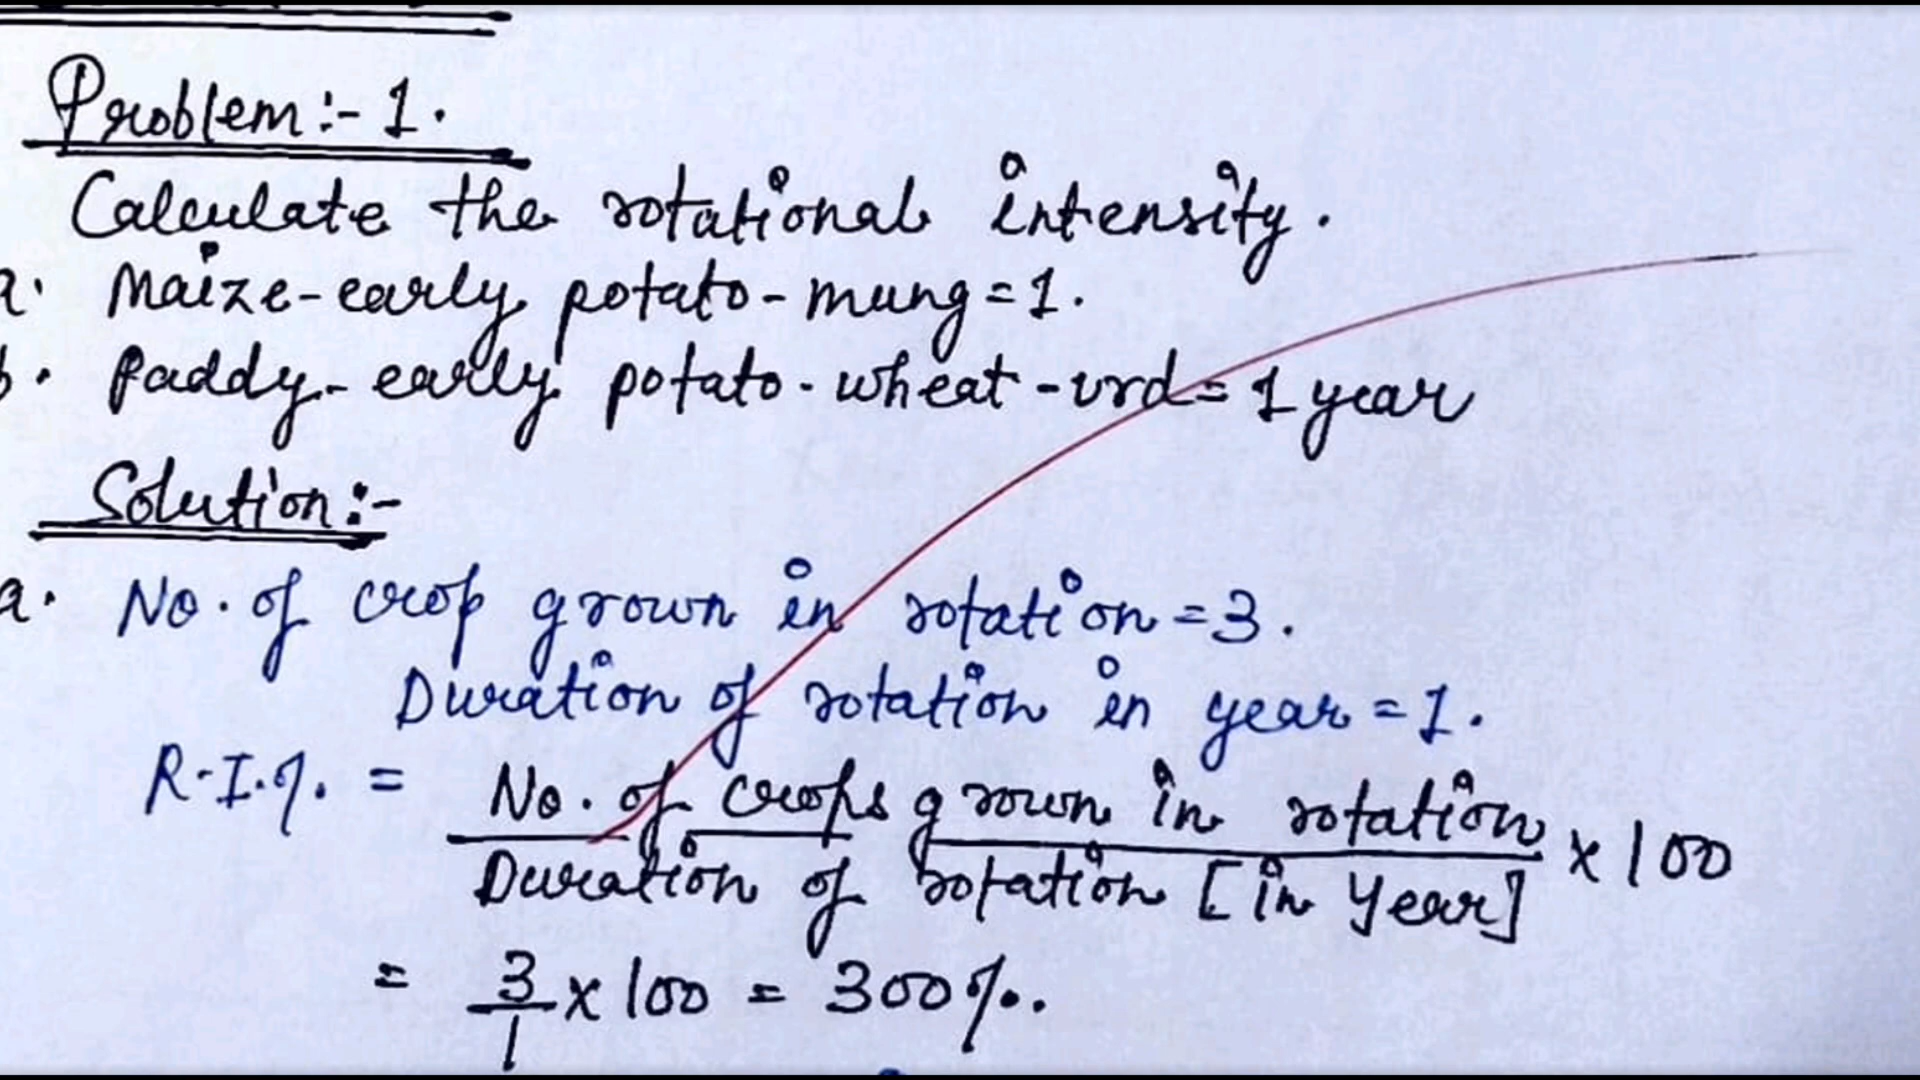 Problem:- 1.
Calculate the rotational intensity.
a. Maize-early potato-mung=1.
b. Paddy-early potato-wheat-urd=1 year
Solution:-
a. No. of crop grown in rotation=3.
Duration of rotation in year=1.
R.I.%. = No. of crops grown in rotation × 100
Duration of rotation [in Year]
= 3/1 × 100 = 300%.